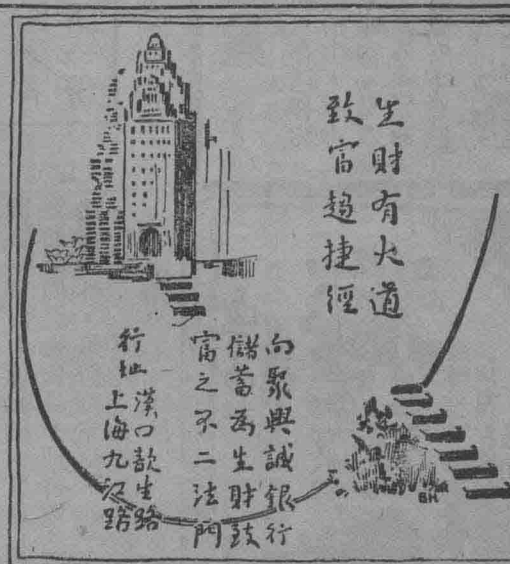 生財有大道
致富趨捷徑
向聚興誠銀行
儲蓄為生財致
富之不二法門
行址 漢口歆生路
上海九江路
BK